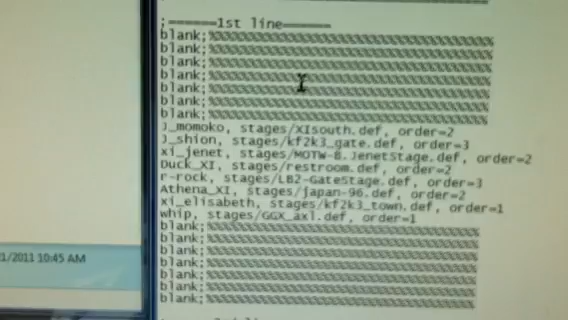 ;======1st line======
blank;%%%%%%%%%%%%%%%%%%%%%%%%%%%%%%%%%%%
blank;%%%%%%%%%%%%%%%%%%%%%%%%%%%%%%%%%%%
blank;%%%%%%%%%%%%%%%%%%%%%%%%%%%%%%%%%%%
blank;%%%%%%%%%%%%%%%%%%%%%%%%%%%%%%%%%%%
blank;%%%%%%%%%%%%%%%%%%%%%%%%%%%%%%%%%%%
blank;%%%%%%%%%%%%%%%%%%%%%%%%%%%%%%%%%%%
blank;%%%%%%%%%%%%%%%%%%%%%%%%%%%%%%%%%%%
J_momoko, stages/XIsouth.def, order=2
J_shion, stages/kf2k3_gate.def, order=3
xi_jenet, stages/MOTW-8.JenetStage.def, order=2
Duck_XI, stages/restroom.def, order=2
r-rock, stages/LB2-GateStage.def, order=3
Athena_XI, stages/japan-96.def, order=2
xi_elisabeth, stages/kf2k3_town.def, order=1
whip, stages/GGX_axl.def, order=1
blank;%%%%%%%%%%%%%%%%%%%%%%%%%%%%%%%%%%%
blank;%%%%%%%%%%%%%%%%%%%%%%%%%%%%%%%%%%%
blank;%%%%%%%%%%%%%%%%%%%%%%%%%%%%%%%%%%%
blank;%%%%%%%%%%%%%%%%%%%%%%%%%%%%%%%%%%%
blank;%%%%%%%%%%%%%%%%%%%%%%%%%%%%%%%%%%%
blank;%%%%%%%%%%%%%%%%%%%%%%%%%%%%%%%%%%%
blank;%%%%%%%%%%%%%%%%%%%%%%%%%%%%%%%%%%%
1/2011 10:45 AM